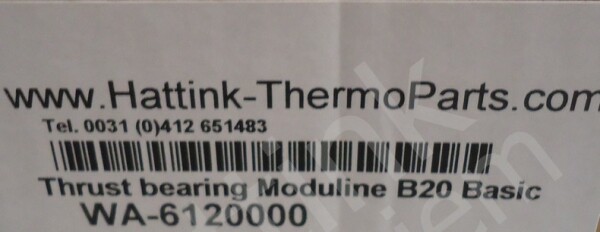 www.Hattink-ThermoParts.com
Tel. 0031 (0)412 651483
Thrust bearing Moduline B20 Basic
WA-6120000